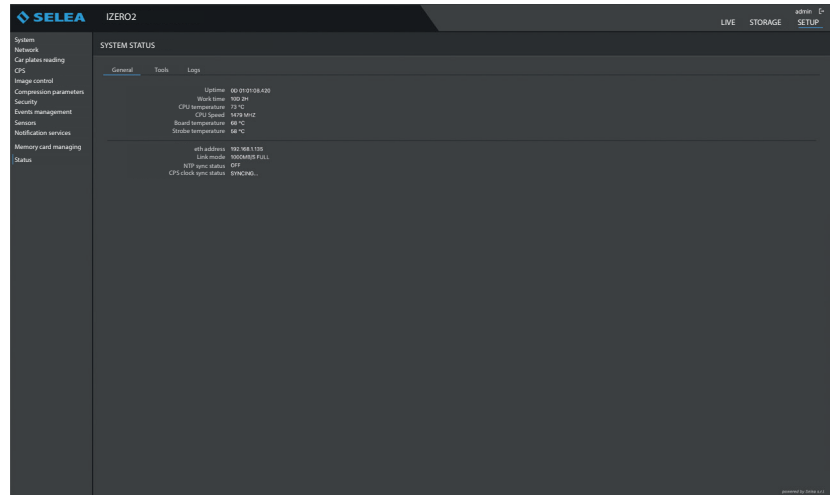 SELEA
IZERO2
admin
LIVE STORAGE SETUP
System
Network
Car plates reading
CPS
Image control
Compression parameters
Security
Events management
Sensors
Notification services
Memory card managing
Status
SYSTEM STATUS
General Tools Logs
Uptime 0D 01:01:08.420
Work time 10D 2H
CPU temperature 73 °C
CPU Speed 1479 MHZ
Board temperature 68 °C
Strobe temperature 58 °C
eth address 192.168.1.135
Link mode 1000MB/S FULL
NTP sync status OFF
CPS clock sync status SYNCING...
powered by Selea s.r.l.